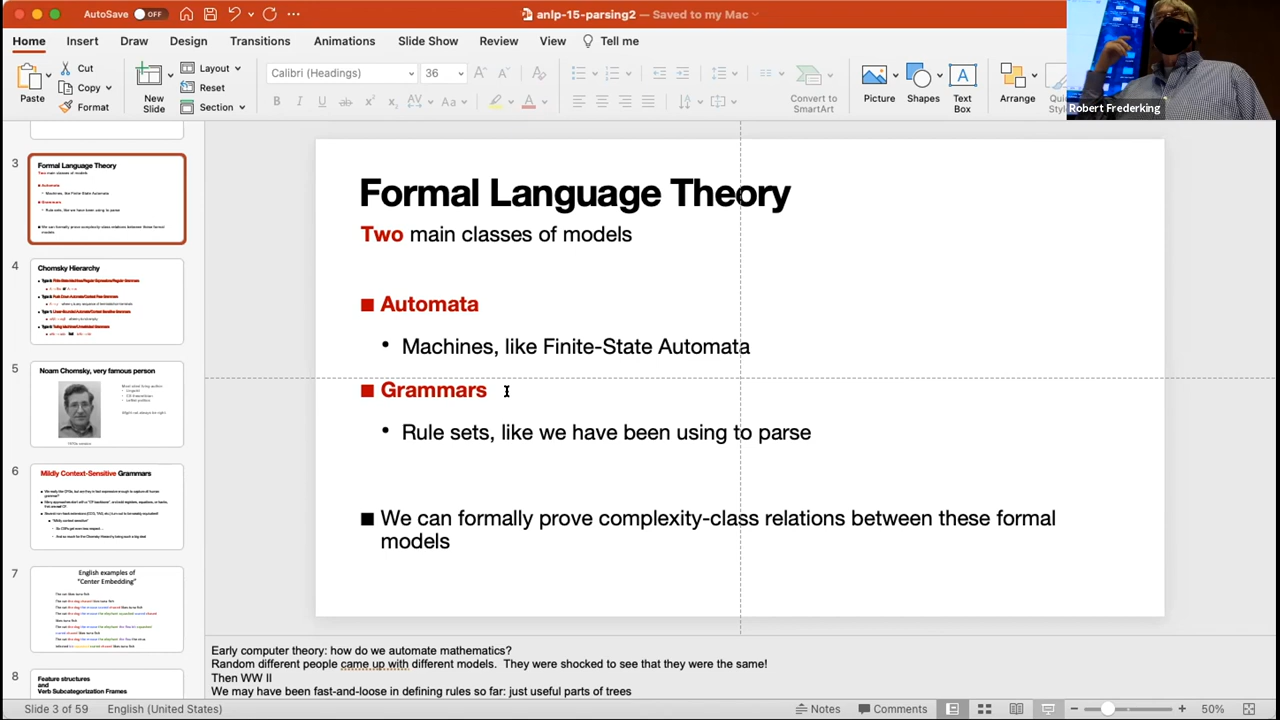 AutoSave OFF
anlp-15-parsing2 — Saved to my Mac
Home Insert Draw Design Transitions Animations Slide Show Review View Tell me
Paste
Cut
Copy
Format
New Slide
Layout
Reset
Section
Calibri (Headings) 36
Convert to SmartArt
Picture
Shapes
Text Box
Arrange
Robert Frederking
3
Formal Language Theory
Two main classes of models
Automata
Machines, like Finite-State Automata
Grammars
Rule sets, like we have been using to parse
We can formally prove complexity-class relations between these formal
models
4
Chomsky Hierarchy
5
Noam Chomsky, very famous person
6
Mildly Context-Sensitive Grammars
7
English examples of
"Center Embedding"
8
Feature structures
and
Verb Subcategorization Frames
Formal Language Theory
Two main classes of models
■ Automata
• Machines, like Finite-State Automata
■ Grammars
• Rule sets, like we have been using to parse
■ We can formally prove complexity-class relations between these formal
models
Early computer theory: how do we automate mathematics?
Random different people came up with different models. They were shocked to see that they were the same!
Then WW II
We may have been fast-and-loose in defining rules so far: just useful parts of trees
Slide 3 of 59 English (United States) Notes Comments 50%